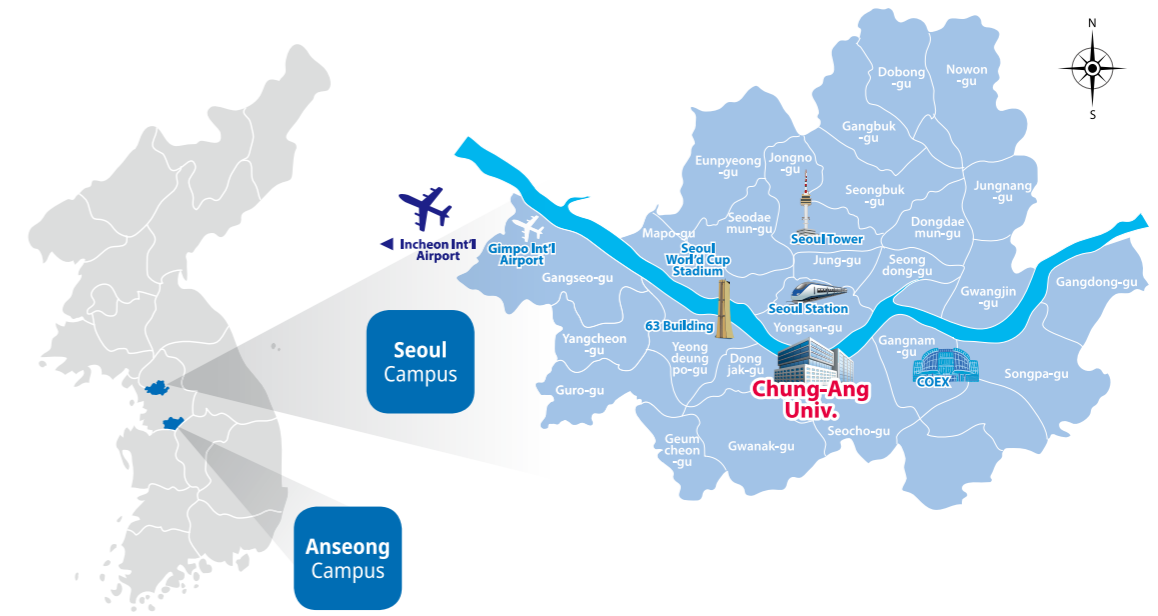 N
S
Dobong
-gu
Nowon
-gu
Gangbuk
-gu
Eunpyeong
-gu
Jongno
-gu
Seongbuk
-gu
Jungnang
-gu
Mapo-gu
Seodae
mun-gu
Seoul Tower
Dongdae
mun-gu
Incheon Int'l
Airport
Gimpo Int'l
Airport
Seoul
World Cup
Stadium
Jung-gu
Seong
dong-gu
Gangseo-gu
Gwangjin
-gu
Gangdong-gu
Seoul Station
63 Building
Yongsan-gu
Yangcheon
-gu
Yeong
deung
po-gu
Dong
jak-gu
Gangnam
-gu
COEX
Songpa-gu
Guro-gu
Chung-Ang
Univ.
Geum
cheon
-gu
Gwanak-gu
Seocho-gu
Seoul
Campus
Anseong
Campus